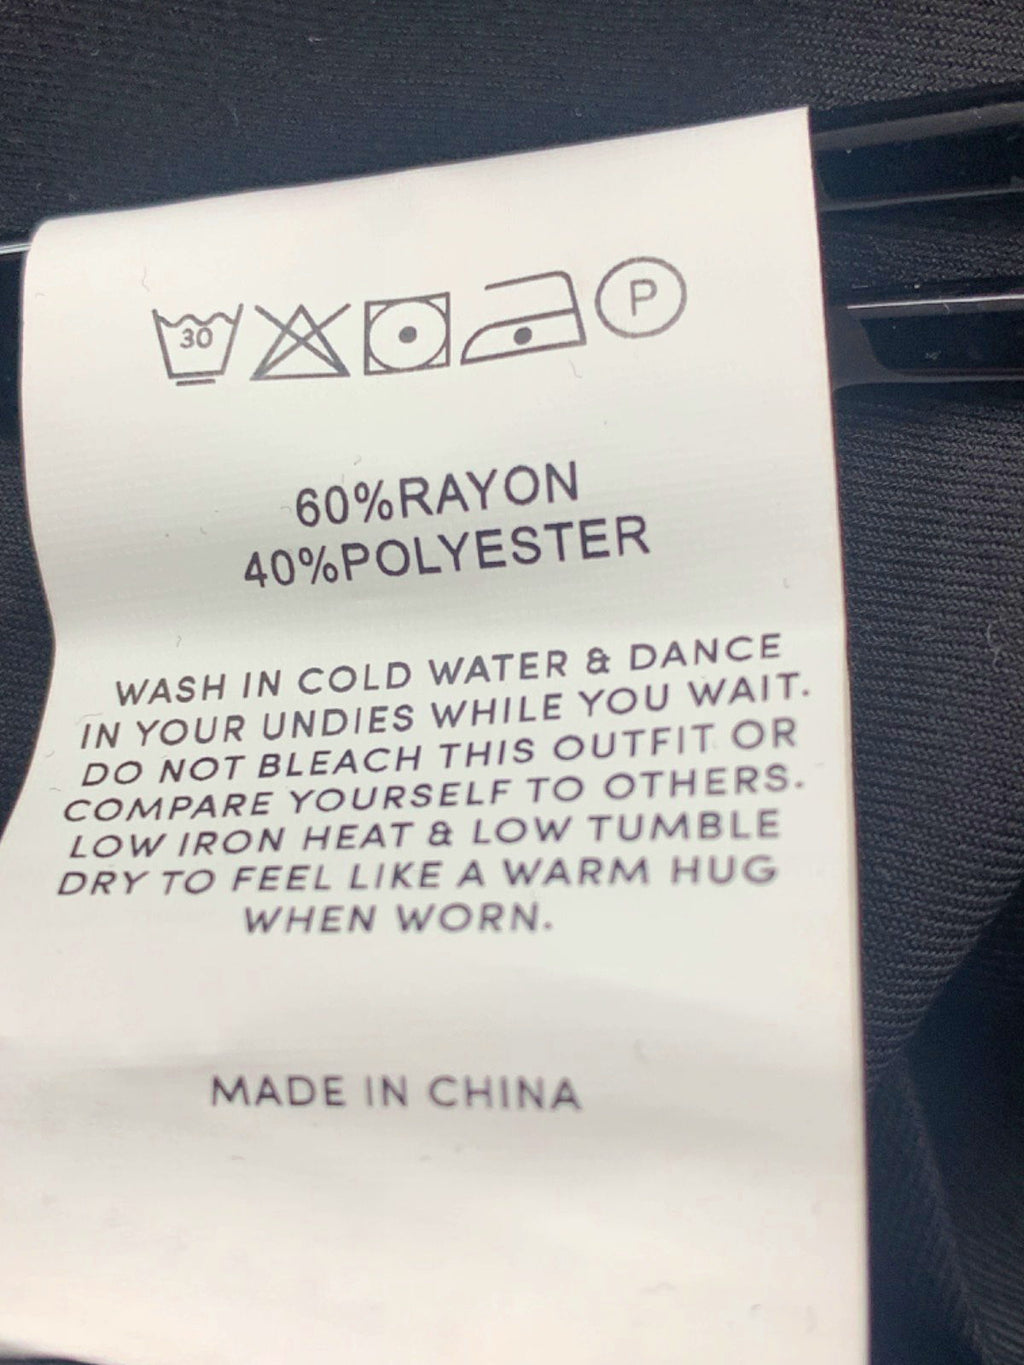 30
P
60%RAYON
40%POLYESTER
WASH IN COLD WATER & DANCE
IN YOUR UNDIES WHILE YOU WAIT.
DO NOT BLEACH THIS OUTFIT OR
COMPARE YOURSELF TO OTHERS.
LOW IRON HEAT & LOW TUMBLE
DRY TO FEEL LIKE A WARM HUG
WHEN WORN.
MADE IN CHINA